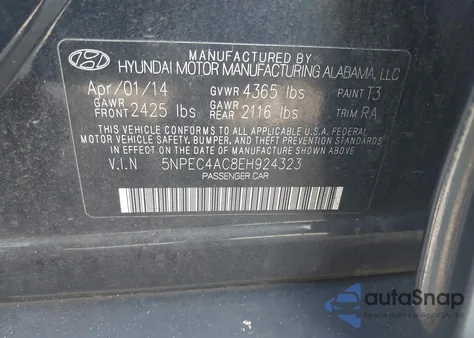 MANUFACTURED BY
HYUNDAI MOTOR MANUFACTURING ALABAMA, LLC
Apr/01/14 GVWR 4365 lbs PAINT T3
GAWR FRONT 2425 lbs GAWR REAR 2116 lbs TRIM RA
THIS VEHICLE CONFORMS TO ALL APPLICABLE U.S.A FEDERAL
MOTOR VEHICLE SAFETY, BUMPER, AND THEFT PREVENTION STANDARDS
IN EFFECT ON THE DATE OF MANUFACTURE SHOWN ABOVE.
V.I.N 5NPEC4AC8EH924323
PASSENGER CAR
autoSnap